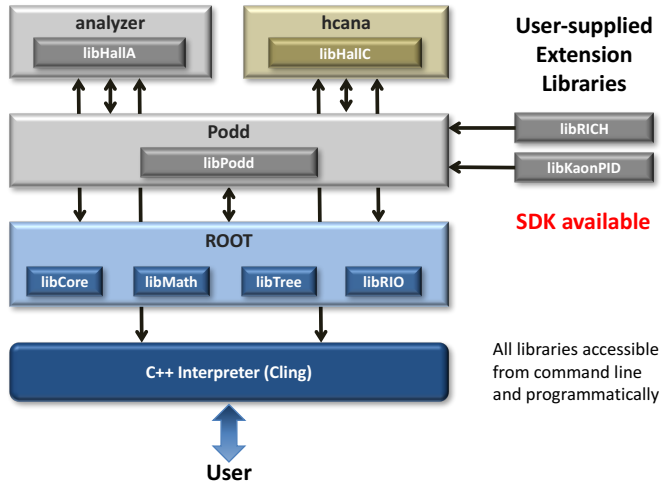 analyzer
libHallA
hcana
libHallC
User-supplied
Extension
Libraries
Podd
libPodd
libRICH
libKaonPID
SDK available
ROOT
libCore
libMath
libTree
libRIO
C++ Interpreter (Cling)
All libraries accessible
from command line
and programmatically
User